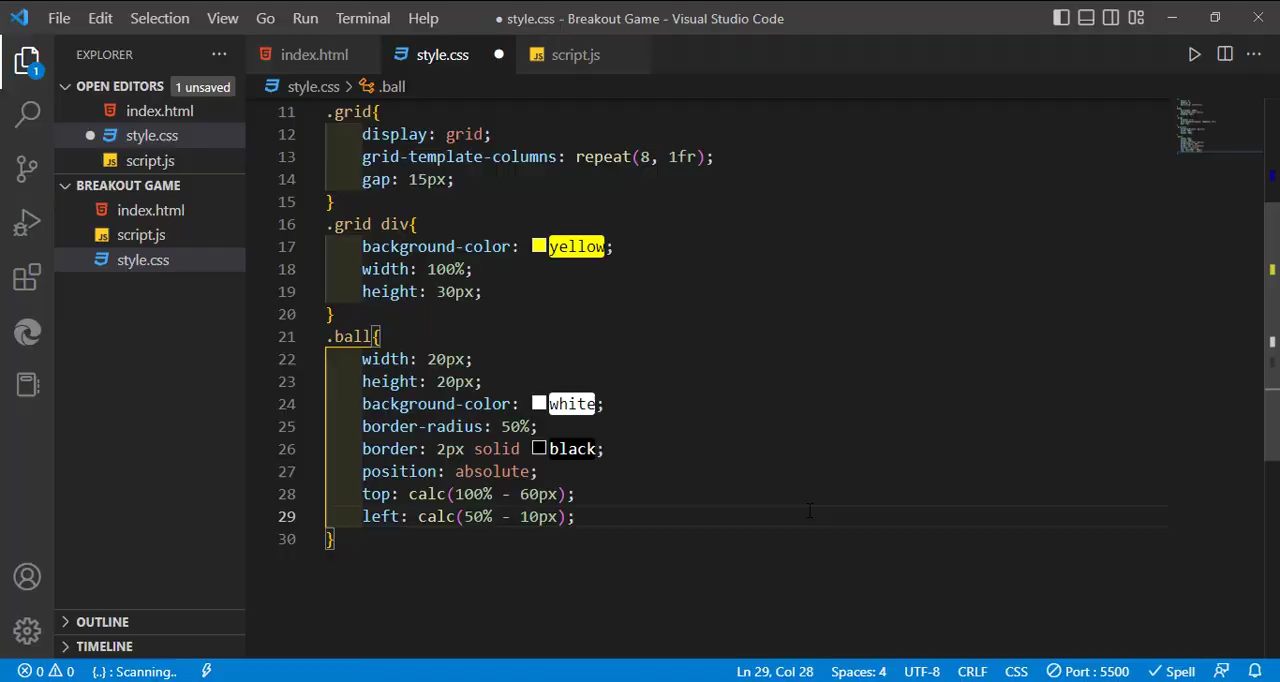 File Edit Selection View Go Run Terminal Help ● style.css - Breakout Game - Visual Studio Code
EXPLORER ...
index.html style.css ● script.js
OPEN EDITORS 1 unsaved
style.css > .ball
index.html
● style.css
script.js
BREAKOUT GAME
index.html
script.js
style.css
1
11 .grid{
12 display: grid;
13 grid-template-columns: repeat(8, 1fr);
14 gap: 15px;
15 }
16 .grid div{
17 background-color: yellow;
18 width: 100%;
19 height: 30px;
20 }
21 .ball{
22 width: 20px;
23 height: 20px;
24 background-color: white;
25 border-radius: 50%;
26 border: 2px solid black;
27 position: absolute;
28 top: calc(100% - 60px);
29 left: calc(50% - 10px);
30 }
OUTLINE
TIMELINE
0 0 {..} : Scanning.. Ln 29, Col 28 Spaces: 4 UTF-8 CRLF CSS Port : 5500 Spell